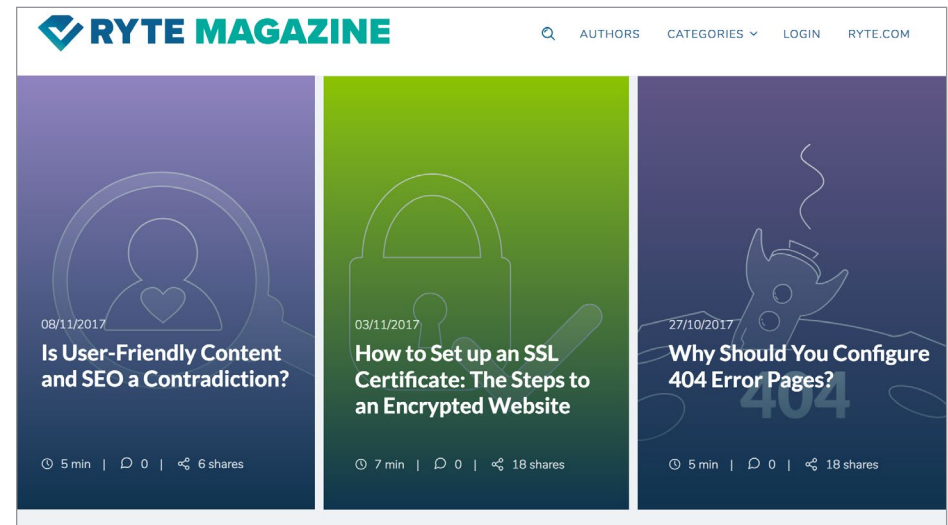 RYTE MAGAZINE
AUTHORS CATEGORIES LOGIN RYTE.COM
08/11/2017
Is User-Friendly Content
and SEO a Contradiction?
5 min | 0 | 6 shares
03/11/2017
How to Set up an SSL
Certificate: The Steps to
an Encrypted Website
7 min | 0 | 18 shares
27/10/2017
Why Should You Configure
404 Error Pages?
404
5 min | 0 | 18 shares